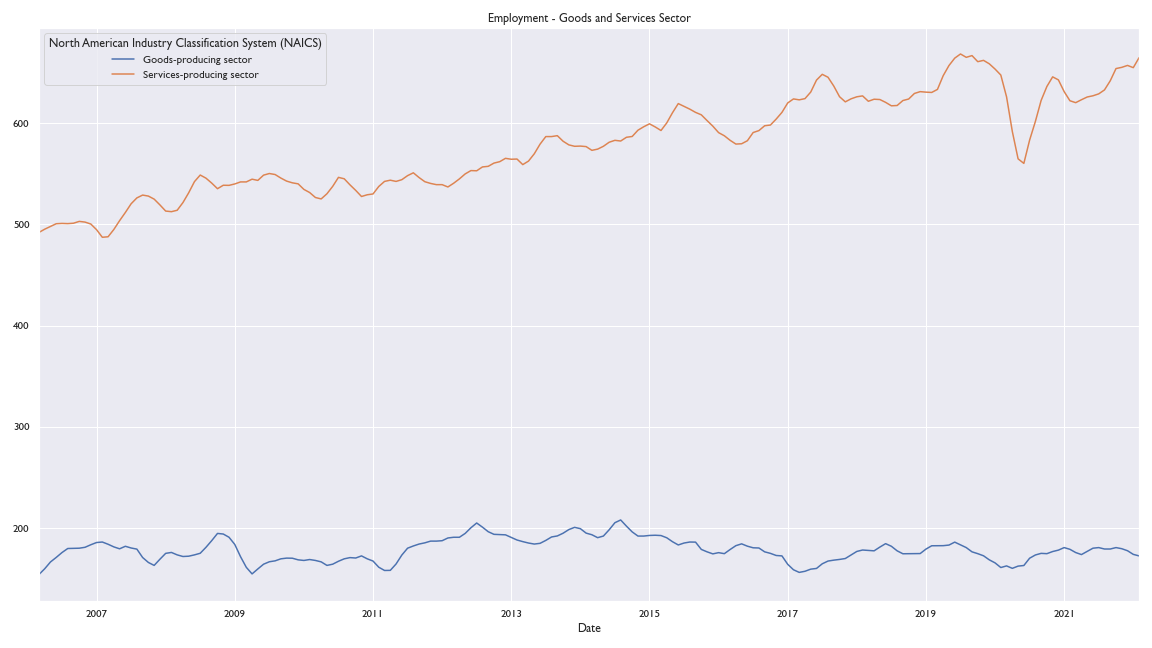 Employment - Goods and Services Sector
North American Industry Classification System (NAICS)
Goods-producing sector
Services-producing sector
600
500
400
300
200
2007
2009
2011
2013
2015
2017
2019
2021
Date